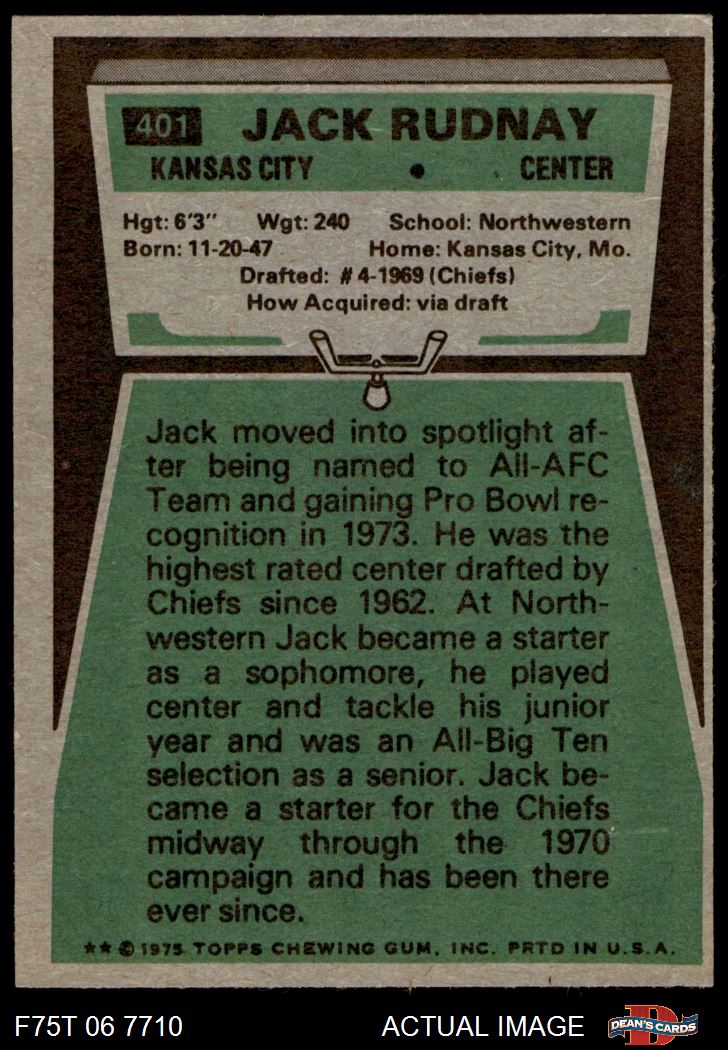 401 JACK RUDNAY
KANSAS CITY • CENTER
Hgt: 6'3" Wgt: 240 School: Northwestern
Born: 11-20-47 Home: Kansas City, Mo.
Drafted: #4-1969 (Chiefs)
How Acquired: via draft
Jack moved into spotlight af-
ter being named to All-AFC
Team and gaining Pro Bowl re-
cognition in 1973. He was the
highest rated center drafted by
Chiefs since 1962. At North-
western Jack became a starter
as a sophomore, he played
center and tackle his junior
year and was an All-Big Ten
selection as a senior. Jack be-
came a starter for the Chiefs
midway through the 1970
campaign and has been there
ever since.
★★ © 1975 TOPPS CHEWING GUM, INC. PRTD IN U.S.A.
F75T 06 7710 ACTUAL IMAGE D DEAN'S CARDS